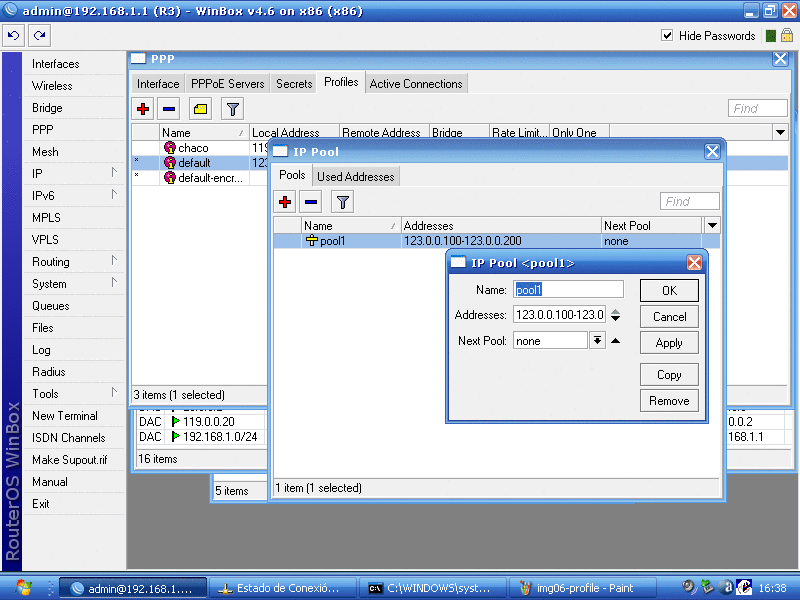 admin@192.168.1.1 (R3) - WinBox v4.6 on x86 (x86)
Hide Passwords
RouterOS WinBox
Interfaces
Wireless
Bridge
PPP
Mesh
IP
IPv6
MPLS
VPLS
Routing
System
Queues
Files
Log
Radius
Tools
New Terminal
ISDN Channels
Make Supout.rif
Manual
Exit
PPP
Interface PPPoE Servers Secrets Profiles Active Connections
Find
Name Local Address Remote Address Bridge Rate Limit... Only One
chaco 119
* default 123
* default-encr...
3 items (1 selected)
DAC 119.0.0.20 0.0.2
DAC 192.168.1.0/24 168.1.1
16 items
5 items
IP Pool
Pools Used Addresses
Find
Name Addresses Next Pool
pool1 123.0.0.100-123.0.0.200 none
1 item (1 selected)
IP Pool <pool1>
Name: pool1
Addresses: 123.0.0.100-123.0
Next Pool: none
OK
Cancel
Apply
Copy
Remove
admin@192.168.1.... Estado de Conexió... C:\WINDOWS\syst... img06-profile - Paint 16:38